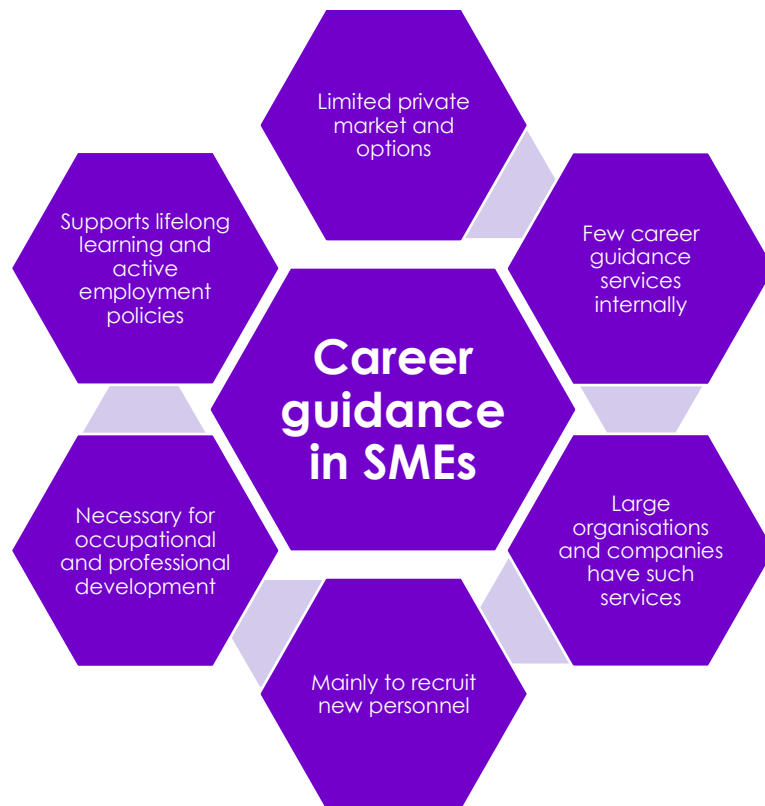 Limited private
market and
options
Few career
guidance
services
internally
Large
organisations
and companies
have such
services
Mainly to recruit
new personnel
Necessary for
occupational
and professional
development
Supports lifelong
learning and
active
employment
policies
Career
guidance
in SMEs